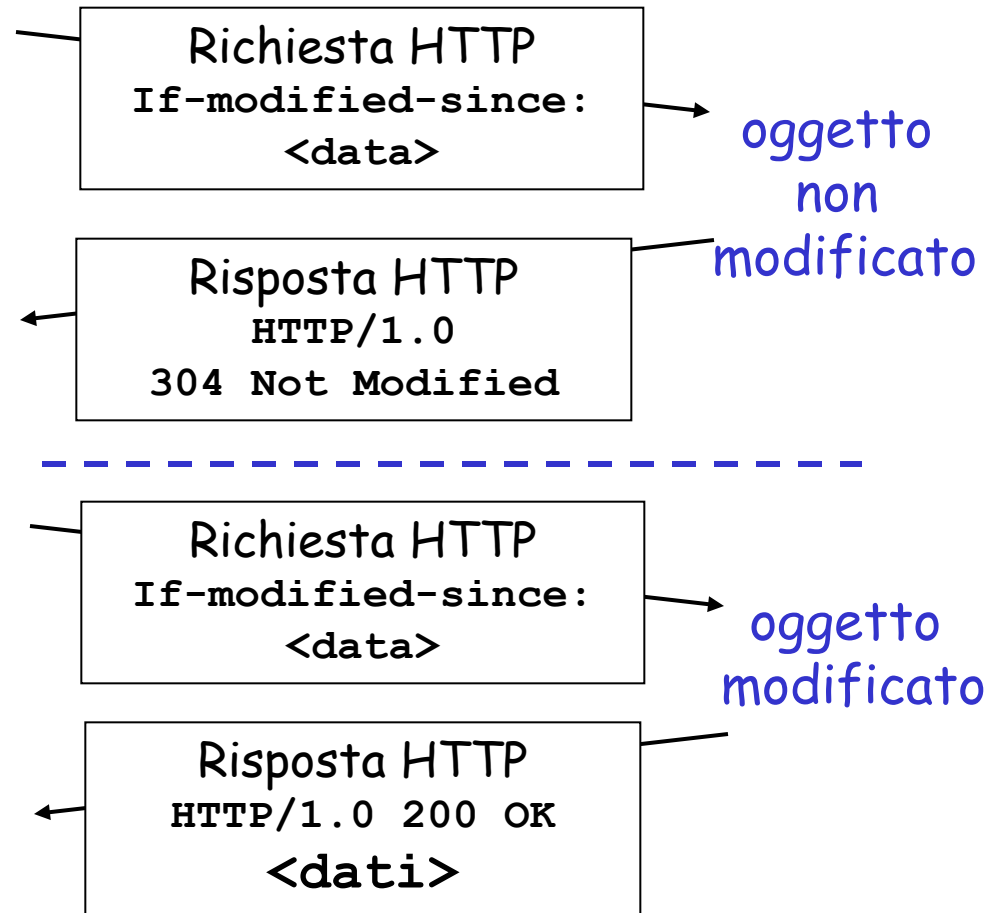 Richiesta HTTP
If-modified-since:
<data>
oggetto
non
modificato
Risposta HTTP
HTTP/1.0
304 Not Modified
Richiesta HTTP
If-modified-since:
<data>
oggetto
modificato
Risposta HTTP
HTTP/1.0 200 OK
<dati>